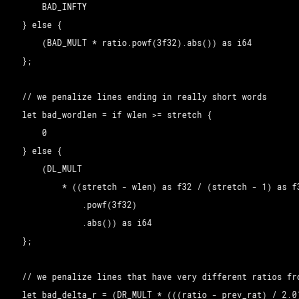 BAD_INFTY
} else {
(BAD_MULT * ratio.powf(3f32).abs()) as i64
};
// we penalize lines ending in really short words
let bad_wordlen = if wlen >= stretch {
0
} else {
(DL_MULT
* ((stretch - wlen) as f32 / (stretch - 1) as f3
.powf(3f32)
.abs()) as i64
};
// we penalize lines that have very different ratios fro
let bad_delta_r = (DR_MULT * (((ratio - prev_rat) / 2.0